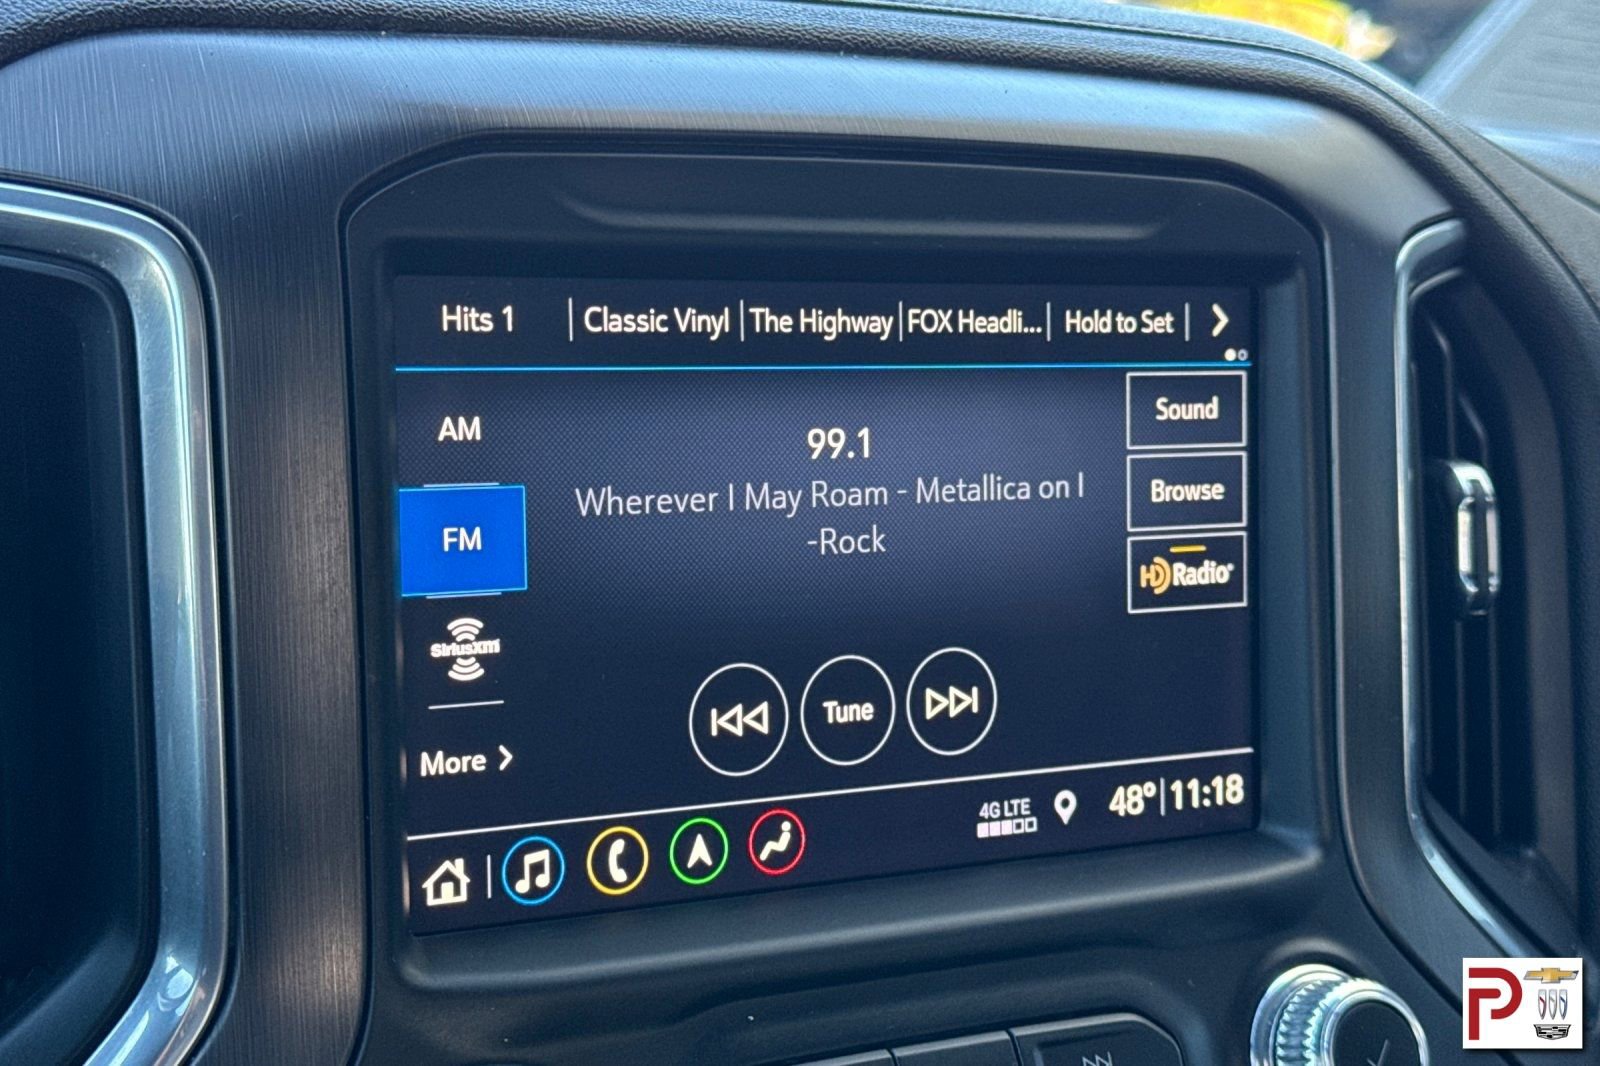 Hits 1 | Classic Vinyl | The Highway | FOX Headli... | Hold to Set |
Sound
AM
99.1
Wherever I May Roam - Metallica on I
-Rock
Browse
FM
HD Radio
SiriusXM
Tune
More
4G LTE
48° | 11:18
P